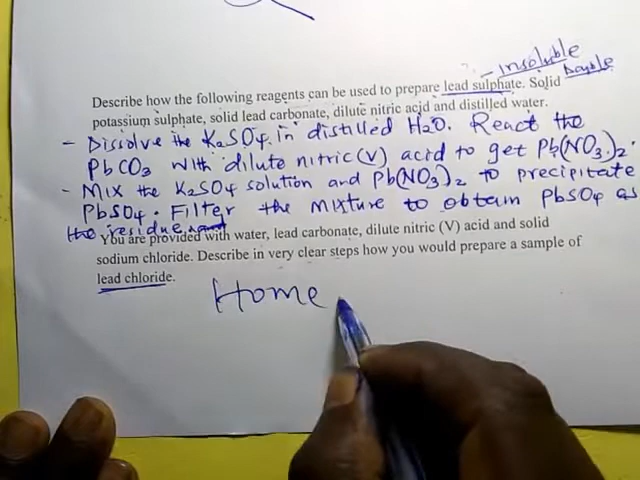 - Insoluble
Double
Describe how the following reagents can be used to prepare lead sulphate. Solid
potassium sulphate, solid lead carbonate, dilute nitric acid and distilled water.
- Dissolve the K₂SO₄ in distilled H₂O. React the
PbCO₃ with dilute nitric(V) acid to get Pb(NO₃)₂.
- Mix the K₂SO₄ solution and Pb(NO₃)₂ to precipitate
PbSO₄. Filter the mixture to obtain PbSO₄ as
the residue.
You are provided with water, lead carbonate, dilute nitric (V) acid and solid
sodium chloride. Describe in very clear steps how you would prepare a sample of
lead chloride.
Home